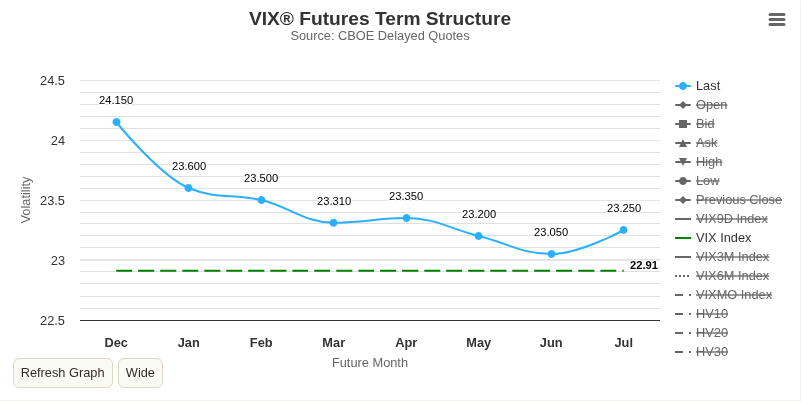 VIX® Futures Term Structure
Source: CBOE Delayed Quotes
24.5
24
23.5
23
22.5
Volatility
24.150
23.600
23.500
23.310
23.350
23.200
23.050
23.250
22.91
Dec Jan Feb Mar Apr May Jun Jul
Future Month
Last
Open
Bid
Ask
High
Low
Previous Close
VIX9D Index
VIX Index
VIX3M Index
VIX6M Index
VIXMO Index
HV10
HV20
HV30
Refresh Graph Wide